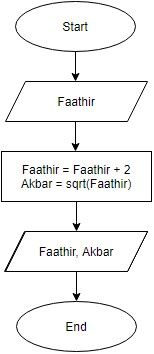 Start
Faathir
Faathir = Faathir + 2
Akbar = sqrt(Faathir)
Faathir, Akbar
End